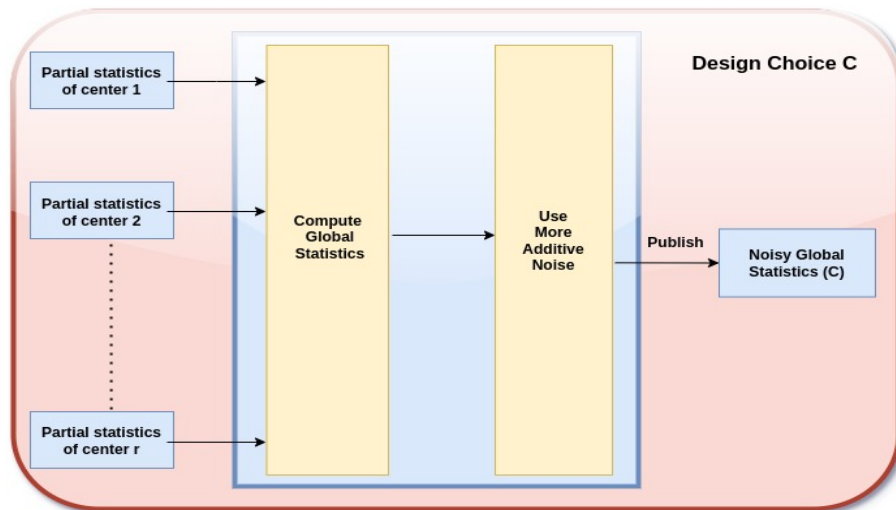 Design Choice C
Partial statistics
of center 1
Partial statistics
of center 2
Partial statistics
of center r
Compute
Global
Statistics
Use
More
Additive
Noise
Publish
Noisy Global
Statistics (C)